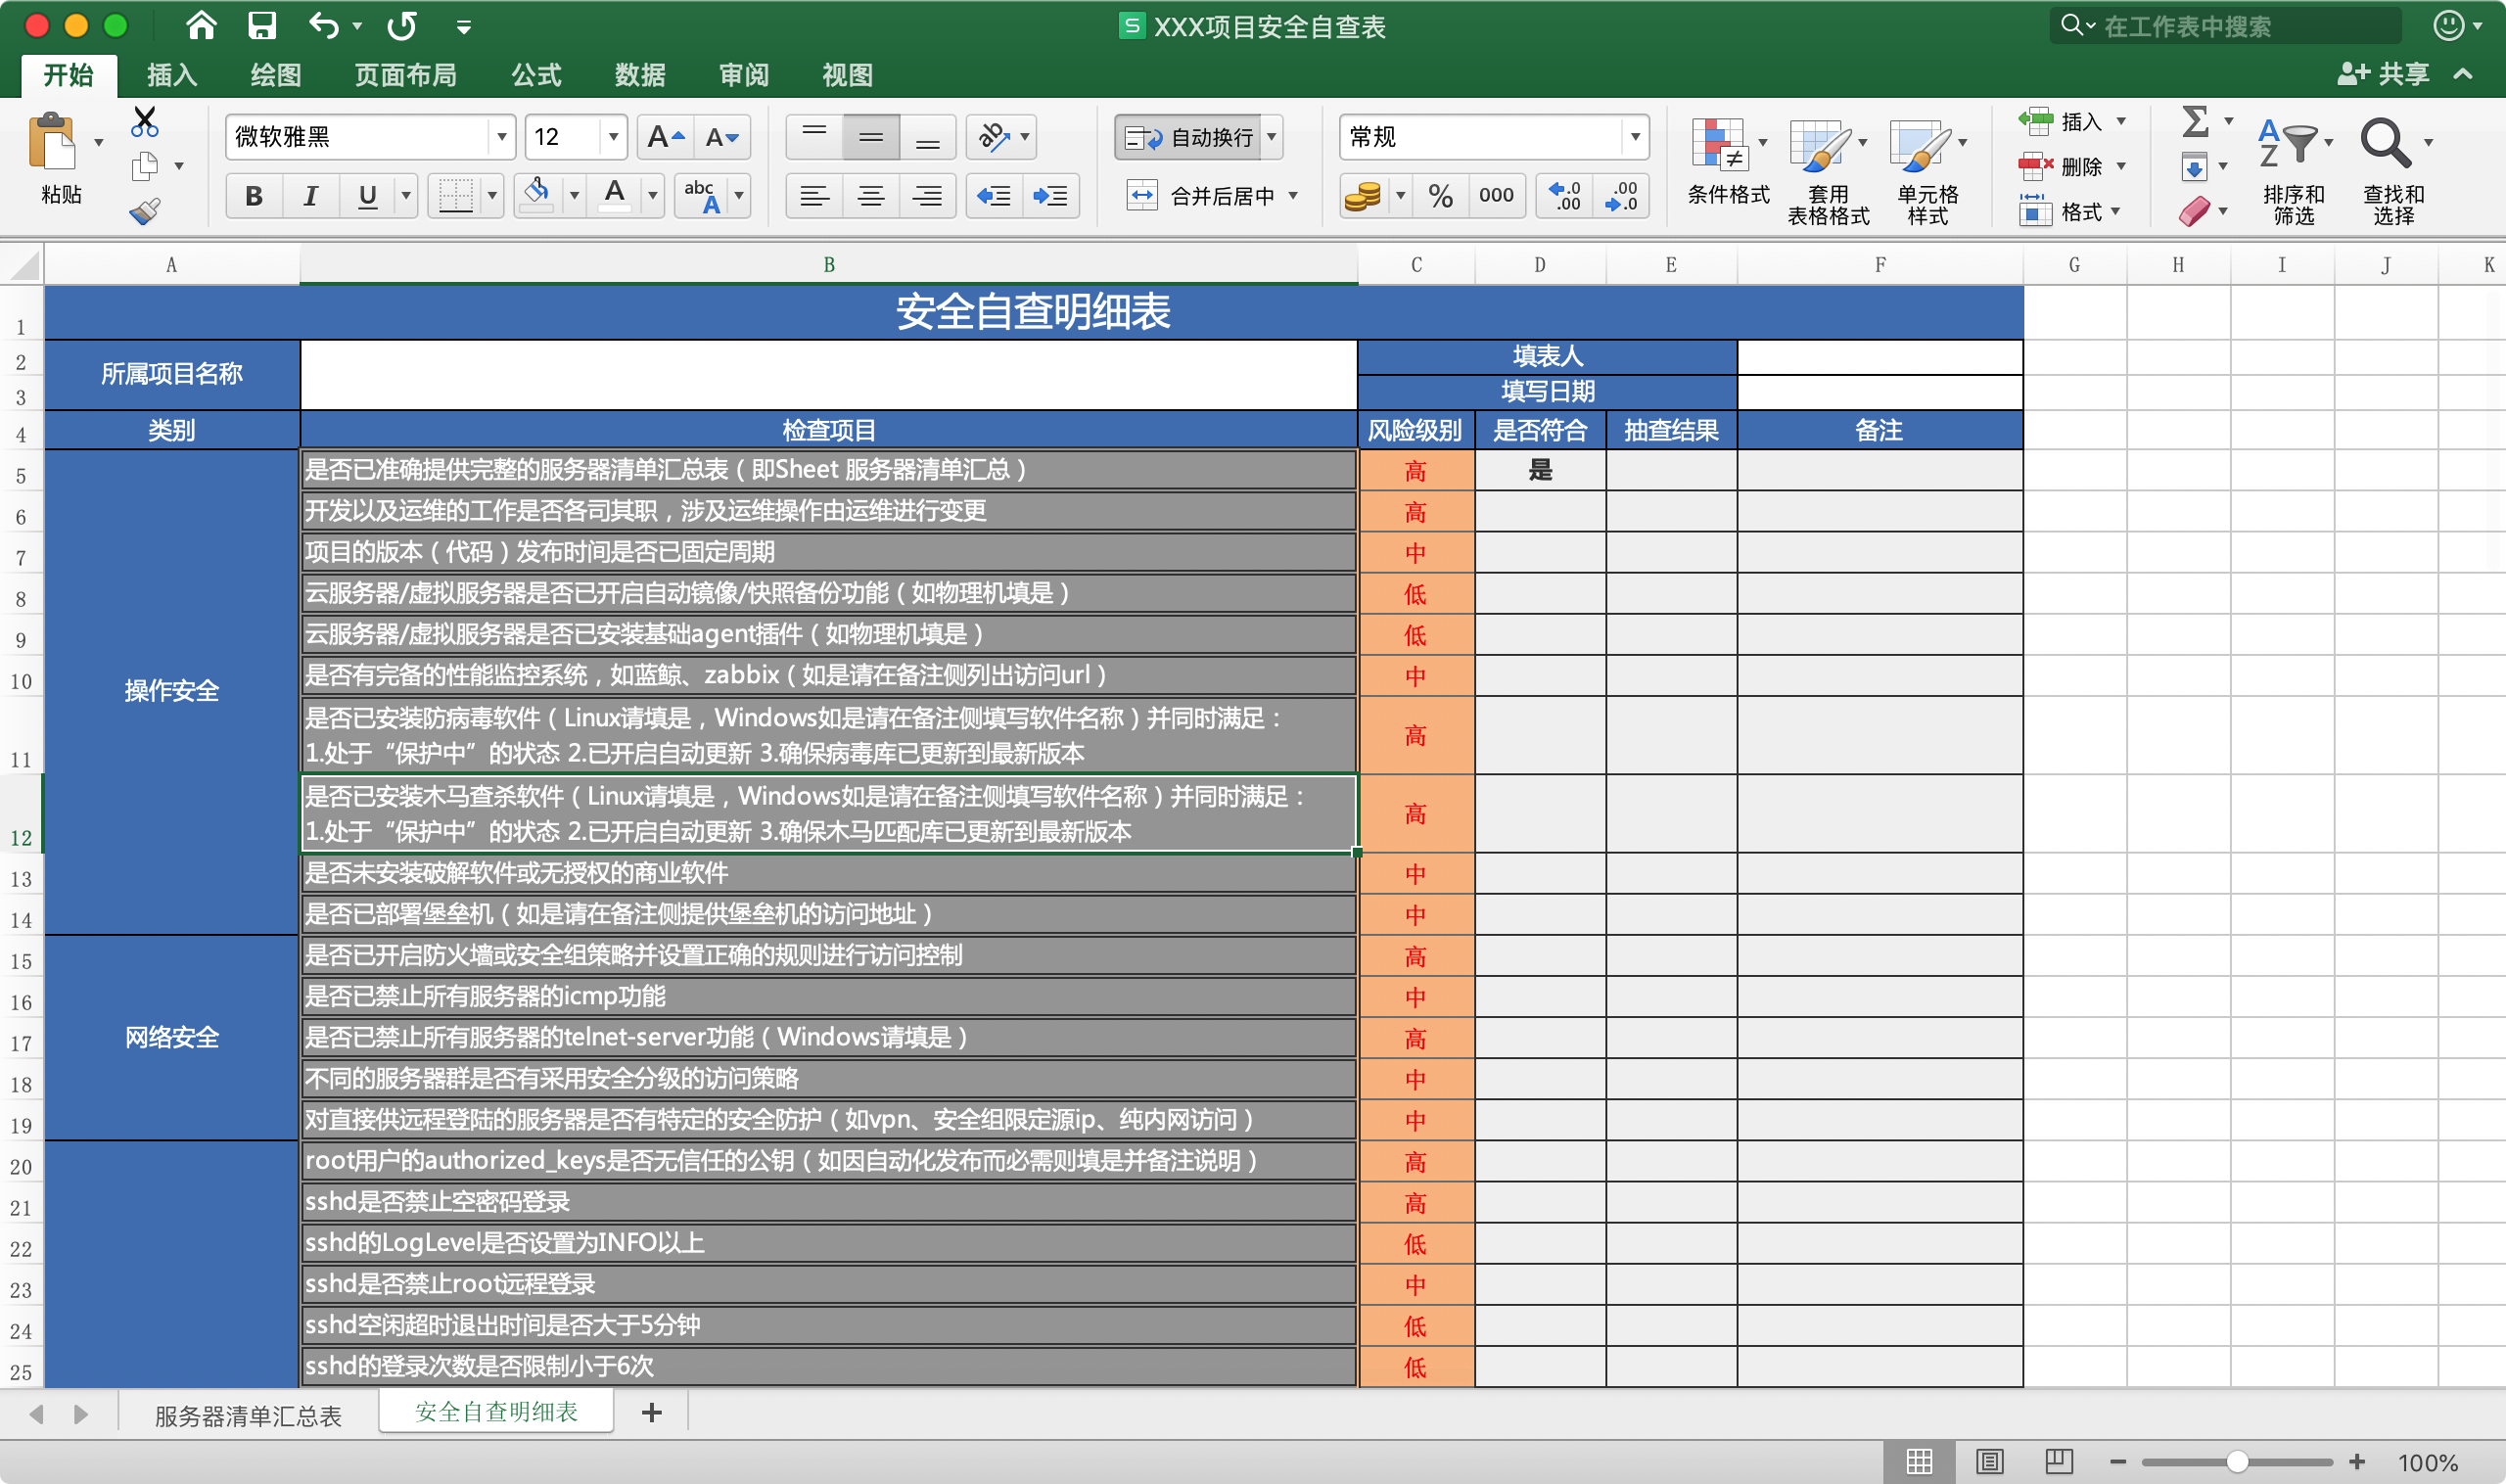 XXX项目安全自查表
在工作表中搜索
开始 插入 绘图 页面布局 公式 数据 审阅 视图
共享
粘贴
微软雅黑 12
自动换行
合并后居中
常规
条件格式
套用
表格格式
单元格
样式
插入
删除
格式
排序和
筛选
查找和
选择
A B C D E F G H I J K
1 安全自查明细表
2 所属项目名称 填表人
3 填写日期
4 类别 检查项目 风险级别 是否符合 抽查结果 备注
5 是否已准确提供完整的服务器清单汇总表（即Sheet 服务器清单汇总） 高 是
6 开发以及运维的工作是否各司其职，涉及运维操作由运维进行变更 高
7 项目的版本（代码）发布时间是否已固定周期 中
8 云服务器/虚拟服务器是否已开启自动镜像/快照备份功能（如物理机填是） 低
9 云服务器/虚拟服务器是否已安装基础agent插件（如物理机填是） 低
操作安全
10 是否有完备的性能监控系统，如蓝鲸、zabbix（如是请在备注侧列出访问url） 中
11 是否已安装防病毒软件（Linux请填是，Windows如是请在备注侧填写软件名称）并同时满足：
1.处于“保护中”的状态 2.已开启自动更新 3.确保病毒库已更新到最新版本 高
12 是否已安装木马查杀软件（Linux请填是，Windows如是请在备注侧填写软件名称）并同时满足：
1.处于“保护中”的状态 2.已开启自动更新 3.确保木马匹配库已更新到最新版本 高
13 是否未安装破解软件或无授权的商业软件 中
14 是否已部署堡垒机（如是请在备注侧提供堡垒机的访问地址） 中
15 是否已开启防火墙或安全组策略并设置正确的规则进行访问控制 高
16 是否已禁止所有服务器的icmp功能 中
17 网络安全 是否已禁止所有服务器的telnet-server功能（Windows请填是） 高
18 不同的服务器群是否有采用安全分级的访问策略 中
19 对直接供远程登陆的服务器是否有特定的安全防护（如vpn、安全组限定源ip、纯内网访问） 中
20 root用户的authorized_keys是否无信任的公钥（如因自动化发布而必需则填是并备注说明） 高
21 sshd是否禁止空密码登录 高
22 sshd的LogLevel是否设置为INFO以上 低
23 sshd是否禁止root远程登录 中
24 sshd空闲超时退出时间是否大于5分钟 低
25 sshd的登录次数是否限制小于6次 低
服务器清单汇总表 安全自查明细表 +
100%